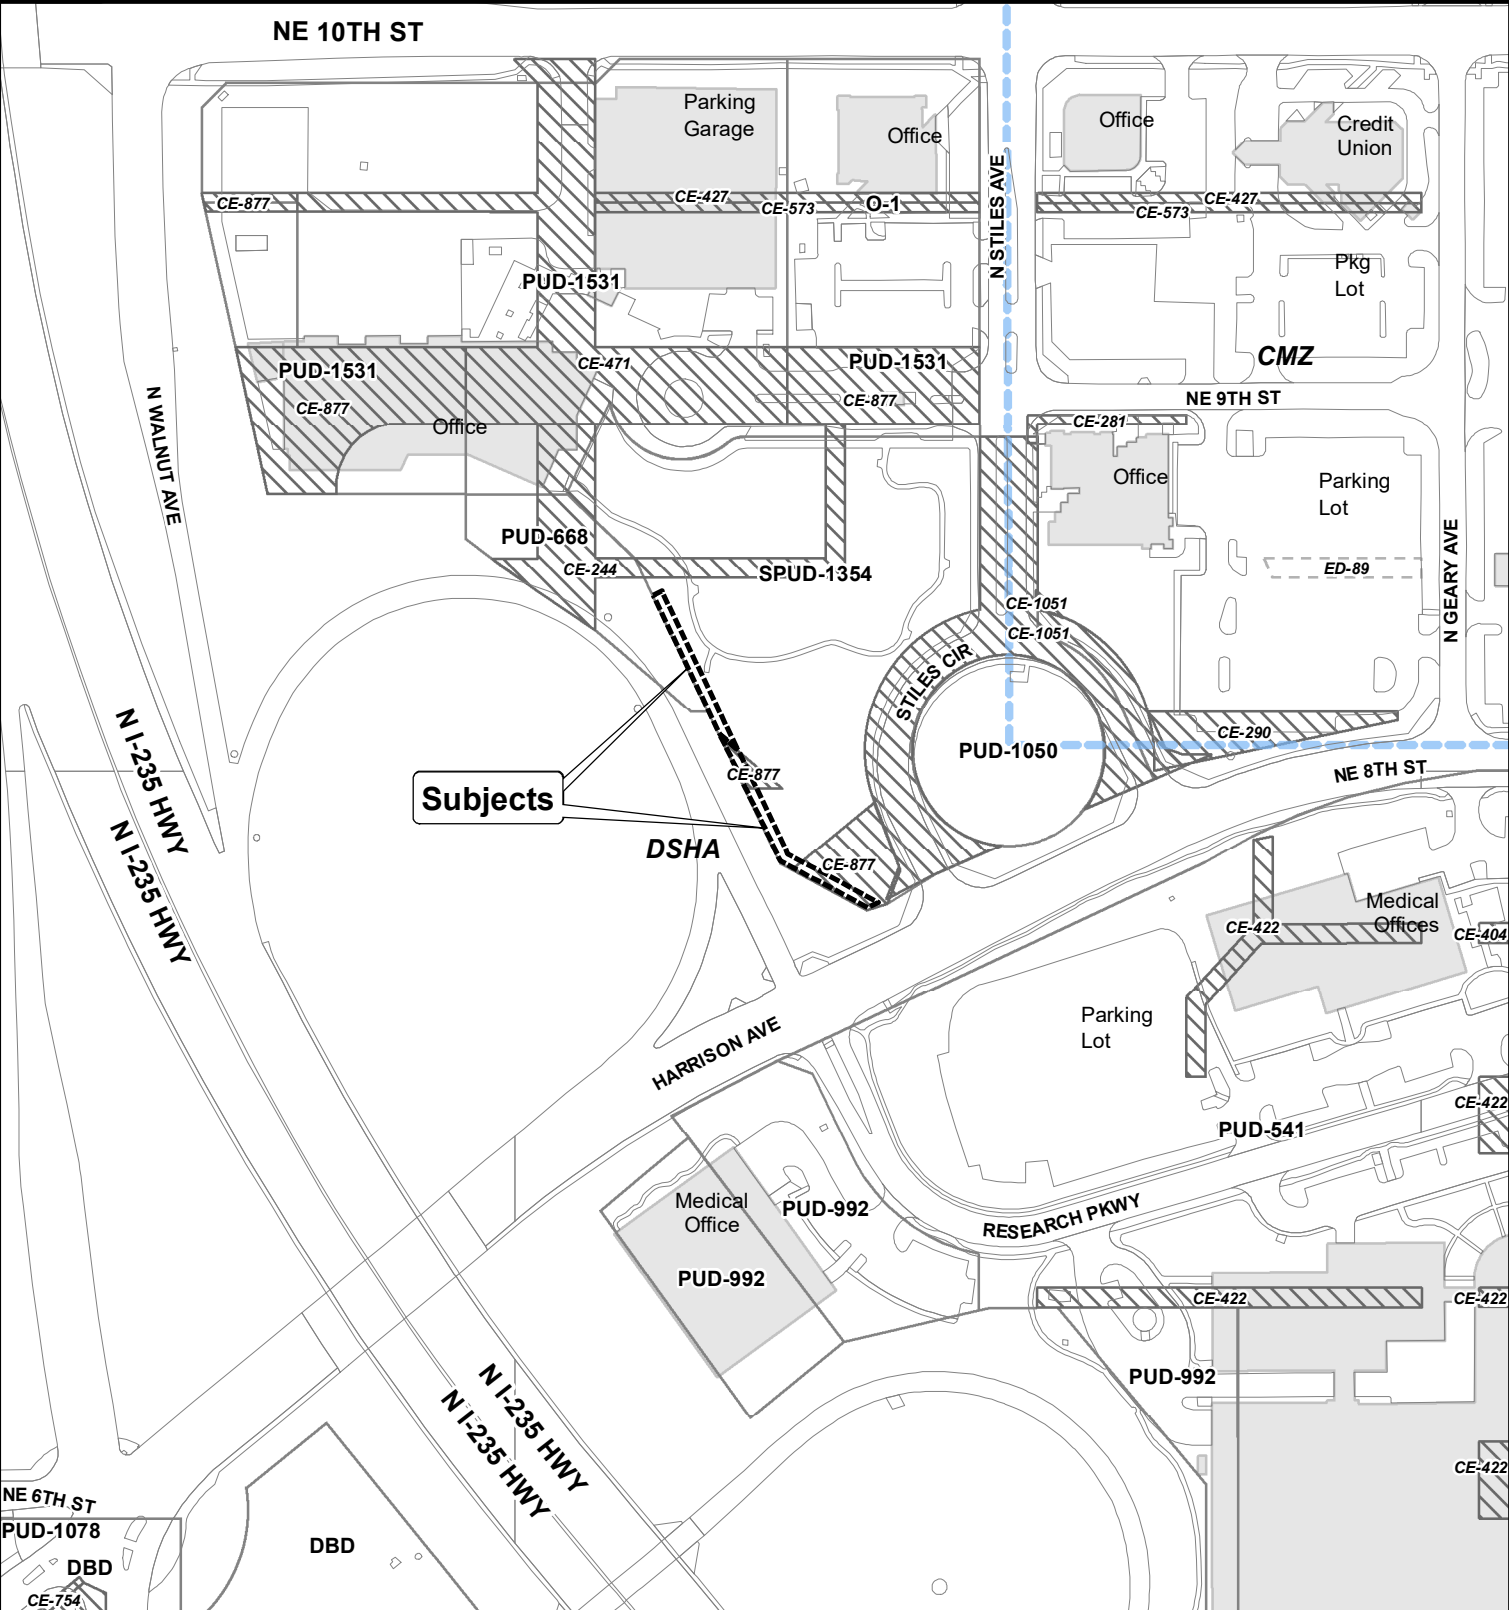 NE 10TH ST
Parking
Garage
Office
Office
Credit
Union
CE-877
CE-427
CE-573
O-1
CE-427
CE-573
N STILES AVE
Pkg
Lot
PUD-1531
CMZ
PUD-1531
CE-471
PUD-1531
CE-877
CE-877
NE 9TH ST
N WALNUT AVE
Office
CE-281
Office
Parking
Lot
PUD-668
CE-244
SPUD-1354
ED-89
N GEARY AVE
CE-1051
CE-1051
STILES CIR
N I-235 HWY
N I-235 HWY
Subjects
CE-877
PUD-1050
CE-290
NE 8TH ST
DSHA
CE-877
Medical
Offices
CE-422
CE-404
Parking
Lot
HARRISON AVE
CE-422
PUD-541
Medical
Office
PUD-992
RESEARCH PKWY
PUD-992
CE-422
CE-422
PUD-992
N I-235 HWY
N I-235 HWY
CE-422
NE 6TH ST
PUD-1078
DBD
DBD
CE-754